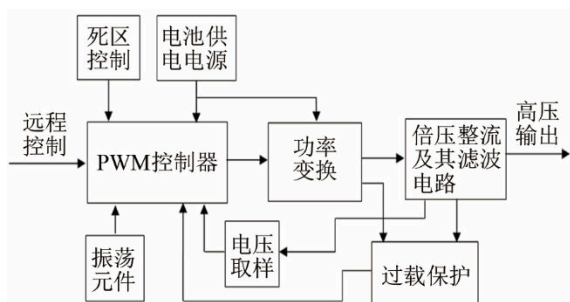 死区
控制
电池供
电电源
远程
控制
PWM控制器
功率
变换
倍压整流
及其滤波
电路
高压
输出
振荡
元件
电压
取样
过载保护